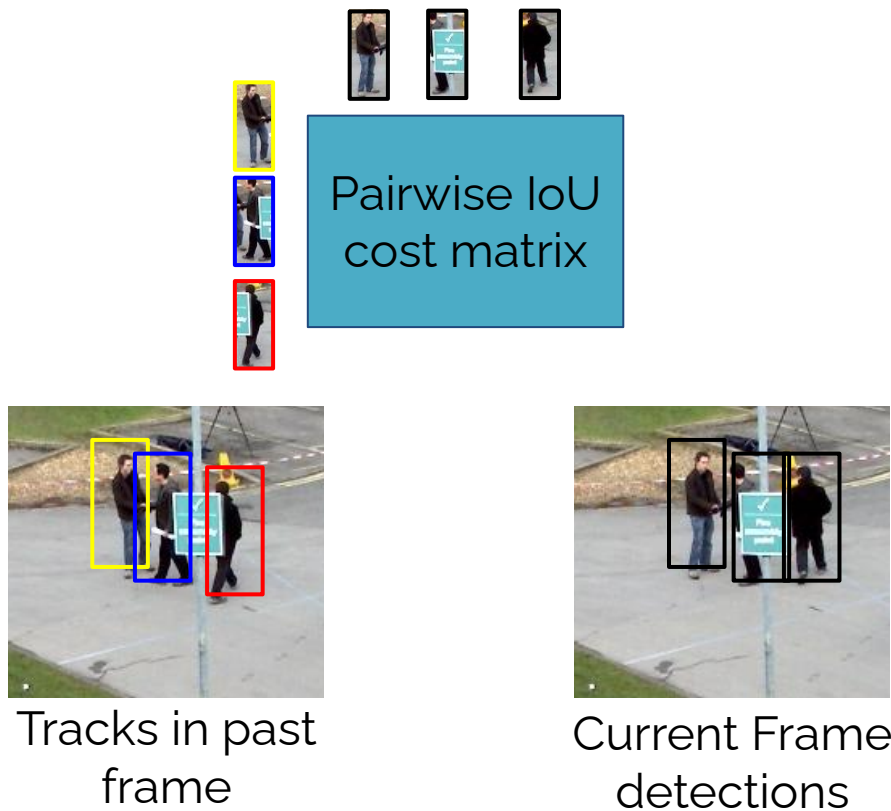 Pairwise IoU
cost matrix
Tracks in past
frame
Current Frame
detections